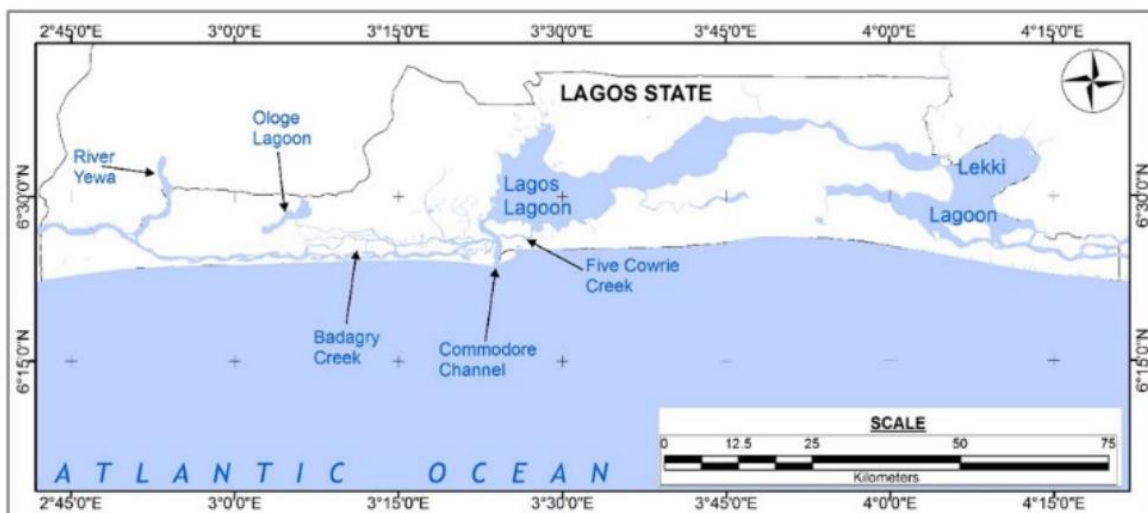 2°45'0"E 3°0'0"E 3°15'0"E 3°30'0"E 3°45'0"E 4°0'0"E 4°15'0"E
LAGOS STATE
Ologe
Lagoon
River
Yewa
Lekki
Lagos
Lagoon
Lagoon
6°30'0"N
6°30'0"N
Five Cowrie
Creek
Badagry
Creek
Commodore
Channel
6°15'0"N
6°15'0"N
SCALE
0 12.5 25 50 75
Kilometers
ATLANTIC OCEAN
2°45'0"E 3°0'0"E 3°15'0"E 3°30'0"E 3°45'0"E 4°0'0"E 4°15'0"E